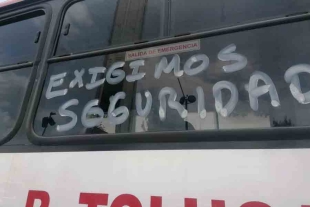 SALIDA DE EMERGENCIA
EXIGIMOS
SEGURIDAD